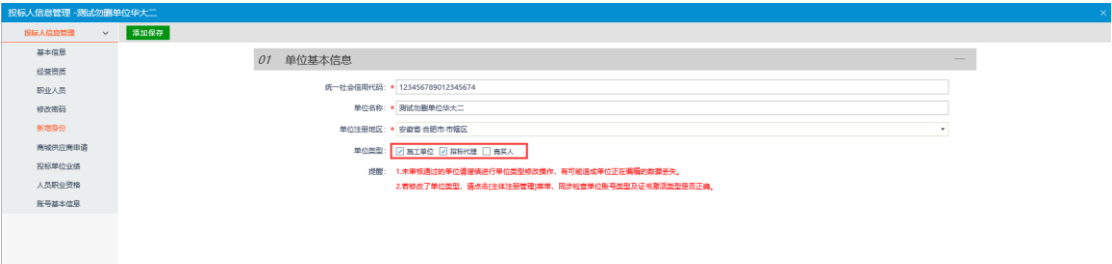 投标人信息管理 -测试勿删单位华大二
投标人信息管理
添加保存
基本信息
经营资质
职业人员
修改密码
新增身份
商城供应商申请
投标单位业绩
人员职业资格
账号基本信息
01 单位基本信息
统一社会信用代码: * 123456789012345674
单位名称: * 测试勿删单位华大二
单位注册地区: * 安徽省·合肥市·市辖区
单位类型: 施工单位 招标代理 竞买人
提醒: 1.未审核通过的单位请谨慎进行单位类型修改操作，有可能造成单位正在编辑的数据丢失。
2.若修改了单位类型，请点击[主体注册管理]菜单，同步检查单位账号类型及证书激活类型是否正确。